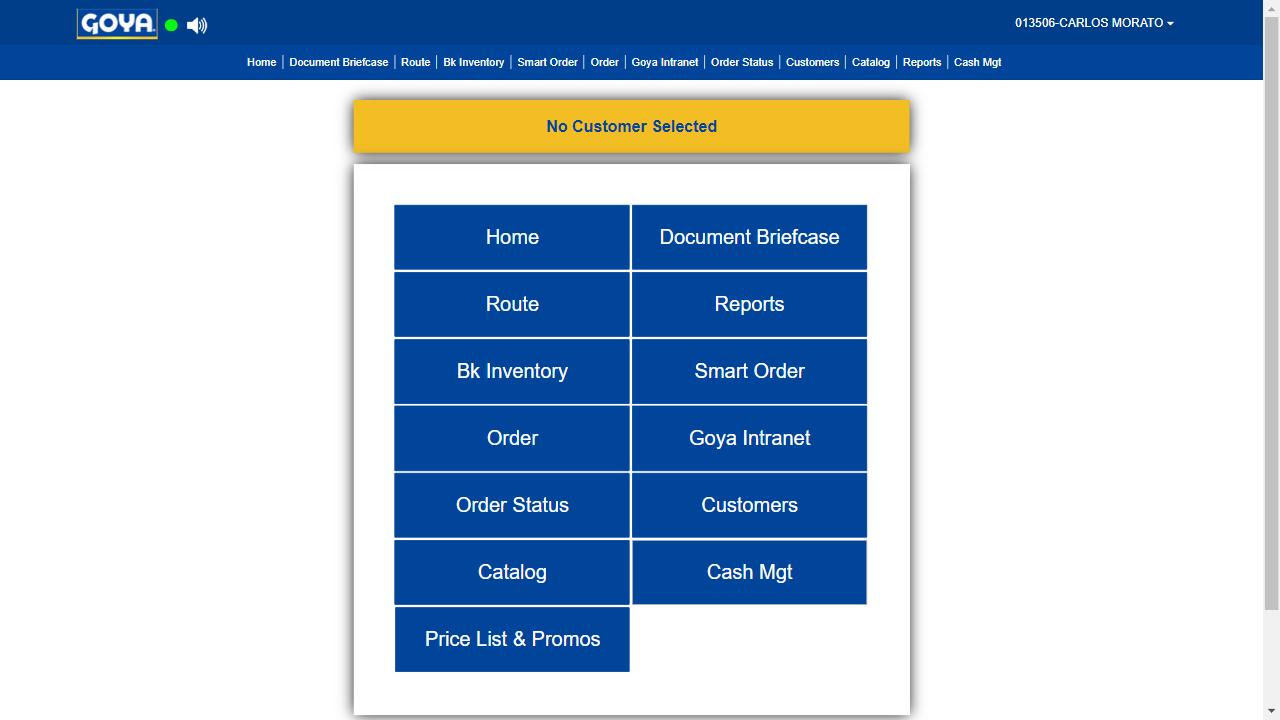 GOYA
013506-CARLOS MORATO
Home Document Briefcase Route Bk Inventory Smart Order Order Goya Intranet Order Status Customers Catalog Reports Cash Mgt
No Customer Selected
Home Document Briefcase
Route Reports
Bk Inventory Smart Order
Order Goya Intranet
Order Status Customers
Catalog Cash Mgt
Price List & Promos